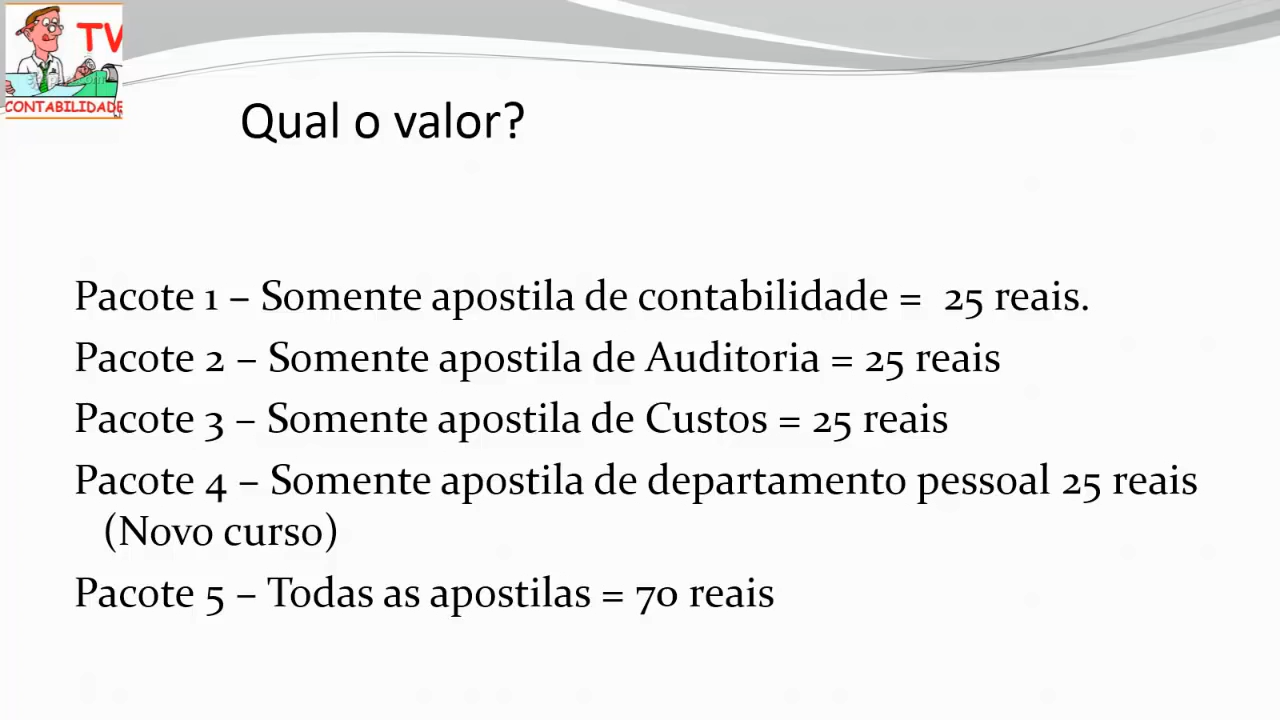 TV
CONTABILIDADE
Qual o valor?
Pacote 1 – Somente apostila de contabilidade = 25 reais.
Pacote 2 – Somente apostila de Auditoria = 25 reais
Pacote 3 – Somente apostila de Custos = 25 reais
Pacote 4 – Somente apostila de departamento pessoal 25 reais
(Novo curso)
Pacote 5 – Todas as apostilas = 70 reais